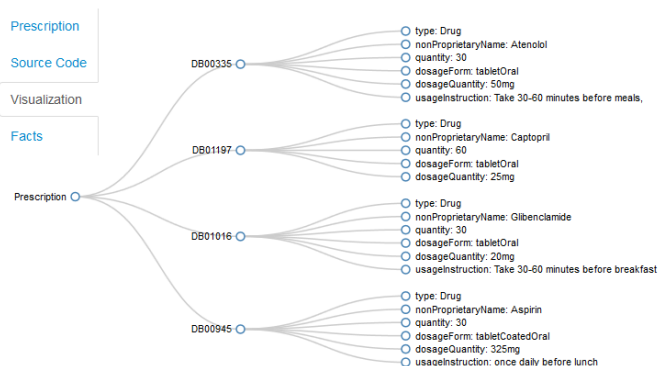 Prescription
Source Code
Visualization
Facts
Prescription
DB00335
type: Drug
nonProprietaryName: Atenolol
quantity: 30
dosageForm: tabletOral
dosageQuantity: 50mg
usageInstruction: Take 30-60 minutes before meals,
DB01197
type: Drug
nonProprietaryName: Captopril
quantity: 60
dosageForm: tabletOral
dosageQuantity: 25mg
DB01016
type: Drug
nonProprietaryName: Glibenclamide
quantity: 30
dosageForm: tabletOral
dosageQuantity: 20mg
usageInstruction: Take 30-60 minutes before breakfast
DB00945
type: Drug
nonProprietaryName: Aspirin
quantity: 30
dosageForm: tabletCoatedOral
dosageQuantity: 325mg
usageInstruction: once daily before lunch